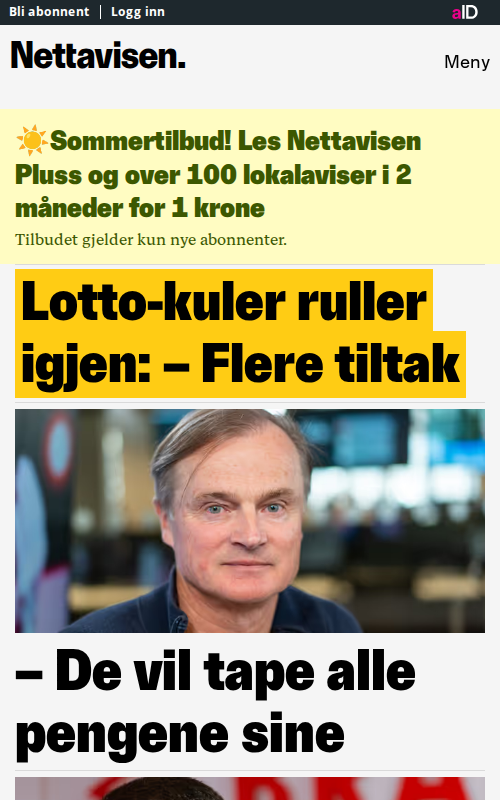 Bli abonnent | Logg inn
aID
Nettavisen.
Meny
☀️Sommertilbud! Les Nettavisen
Pluss og over 100 lokalaviser i 2
måneder for 1 krone
Tilbudet gjelder kun nye abonnenter.
Lotto-kuler ruller
igjen: – Flere tiltak
– De vil tape alle
pengene sine